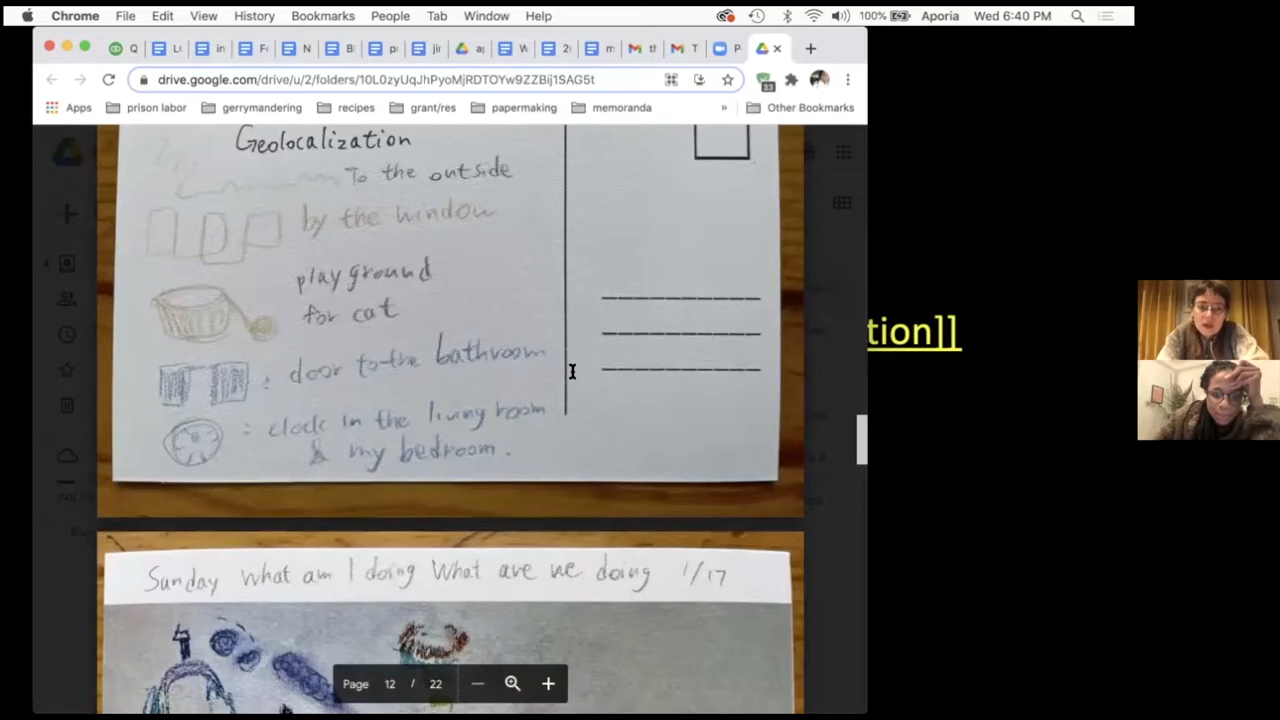 Chrome File Edit View History Bookmarks People Tab Window Help 100% Aporia Wed 6:40 PM
drive.google.com/drive/u/2/folders/10L0zyUqJhPyoMjRDTOYw9ZZBij1SAG5t
33
Apps prison labor gerrymandering recipes grant/res papermaking memoranda » Other Bookmarks
Geolocalization
To the outside
by the window
play ground
for cat
: door to the bathroom
: clock in the living room
& my bedroom.
tion]]
Sunday What am I doing What are we doing 1/17
Page 12 / 22